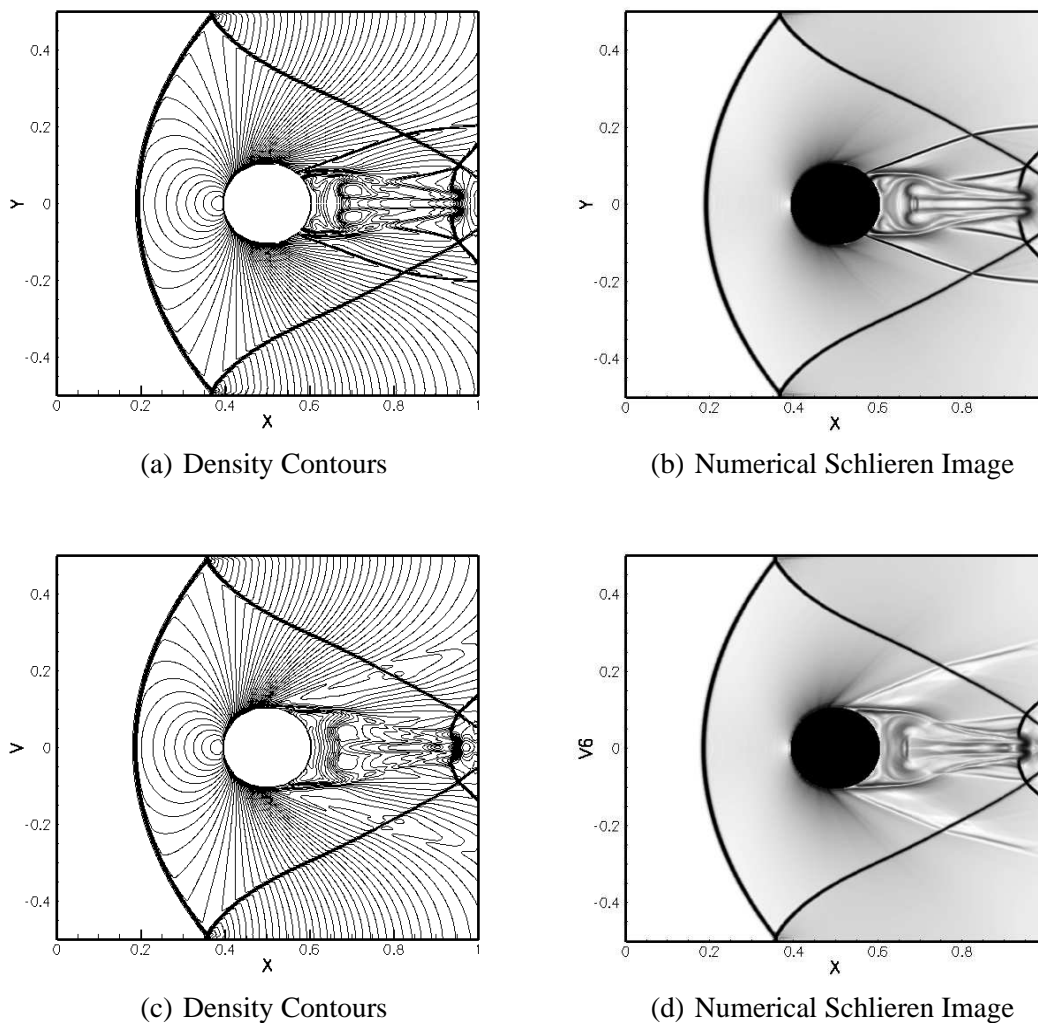 0.4
0.2
0
-0.2
-0.4
Y
0 0.2 0.4 0.6 0.8 1
X
(a) Density Contours
0.4
0.2
0
-0.2
-0.4
Y
0 0.2 0.4 0.6 0.8
X
(b) Numerical Schlieren Image
0.4
0.2
0
-0.2
-0.4
V
0 0.2 0.4 0.6 0.8 1
X
(c) Density Contours
0.4
0.2
0
-0.2
-0.4
V6
0 0.2 0.4 0.6 0.8
X
(d) Numerical Schlieren Image